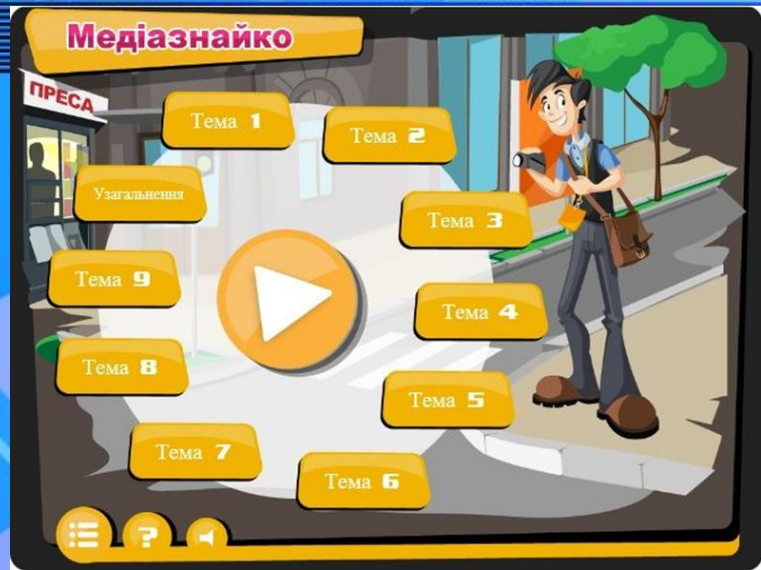 Медіазнайко
ПРЕСА
Тема 1
Тема 2
Тема 3
Тема 4
Тема 5
Тема 6
Тема 7
Тема 8
Тема 9
Узагальнення
?